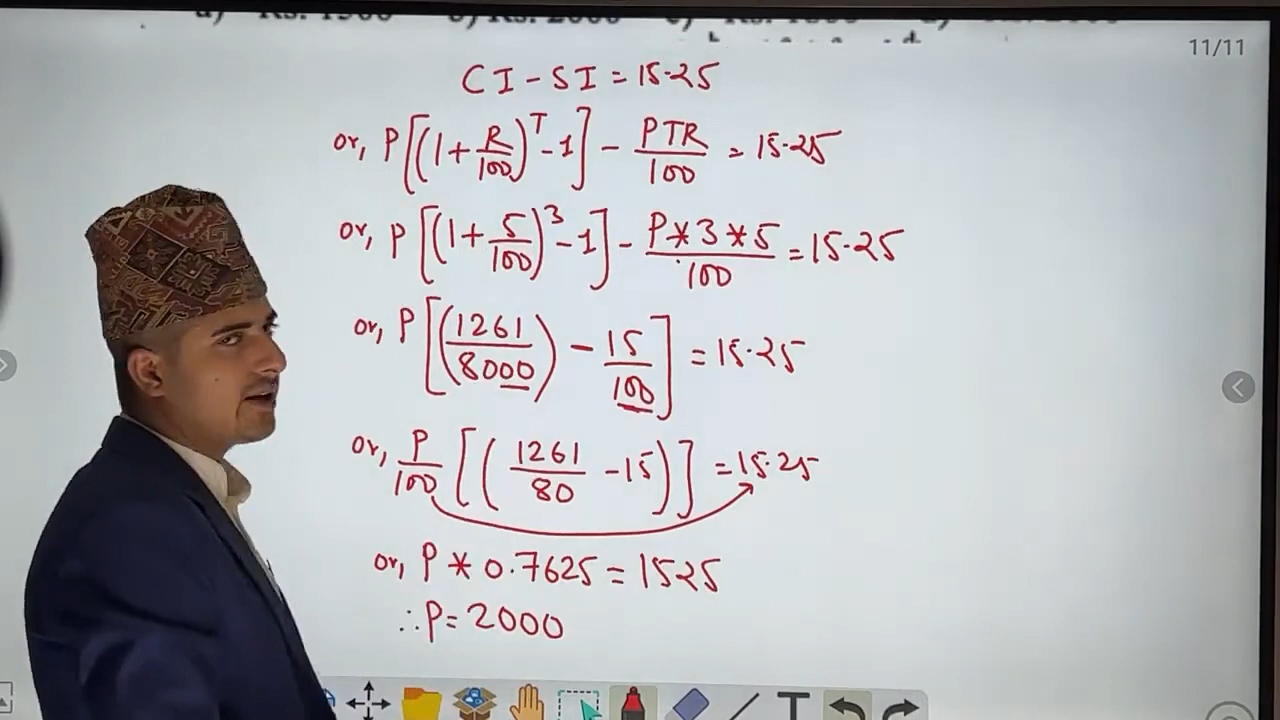 11/11
CI - SI = 15.25
or, P[(1+R/100)^T - 1] - PTR/100 = 15.25
or, P[(1+5/100)^3 - 1] - P*3*5/100 = 15.25
or, P[(1261/8000) - 15/100] = 15.25
or, P/100[(1261/80 - 15)] = 15.25
or, P * 0.7625 = 1525
∴ P = 2000
T